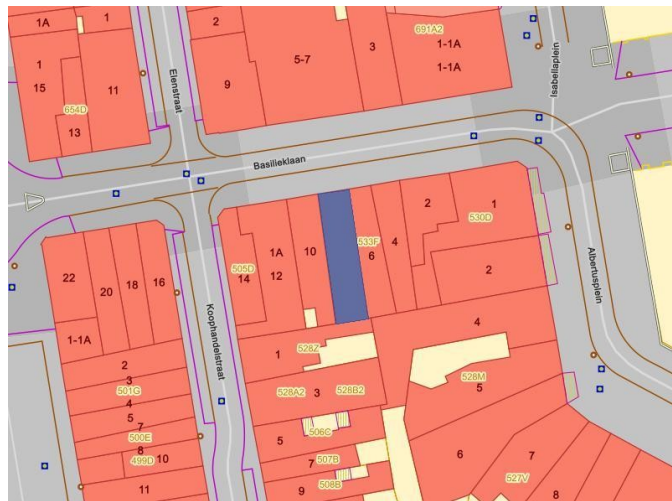 1A
1
2
691A2
1
15
11
654D
13
Elenstraat
9
5-7
3
1-1A
1-1A
Isabellaplein
Basilieklaan
22
20
18
16
1-1A
505D
14
1A
12
10
533F
6
4
2
1
530D
2
Albertusplein
Koophandelstraat
2
3
501G
4
5
7
500E
8
499D
10
11
1
528Z
528A2
3
528B2
4
528M
5
5
506C
7
507B
508B
9
6
7
527V
8